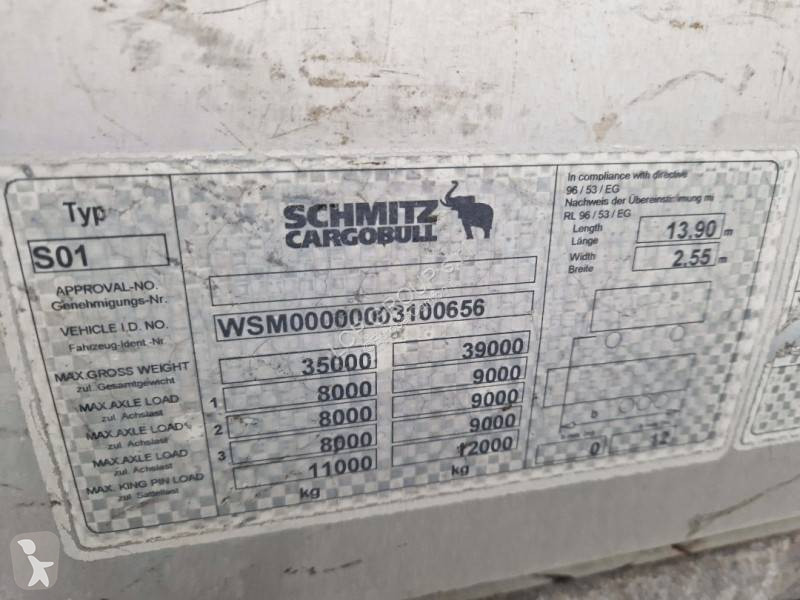 Typ
S01
APPROVAL-NO.
Genehmigungs-Nr.
VEHICLE I.D. NO.
Fahrzeug-Ident.-Nr.
MAX.GROSS WEIGHT
zul. Gesamtgewicht
MAX.AXLE LOAD
zul. Achslast
MAX.AXLE LOAD
zul. Achslast
MAX.AXLE LOAD
zul. Achslast
MAX. KING PIN LOAD
zul. Sattellast
SCHMITZ
CARGOBULL
WSM00000003100656
35000 39000
1 8000 9000
2 8000 9000
3 8000 9000
11000 12000
kg kg
In compliance with directive
96 / 53 / EG
Nachweis der Übereinstimmung mi
RL 96 / 53 / EG
Length
Länge
13,90 m
Width
Breite
2,55 m
b
0 12